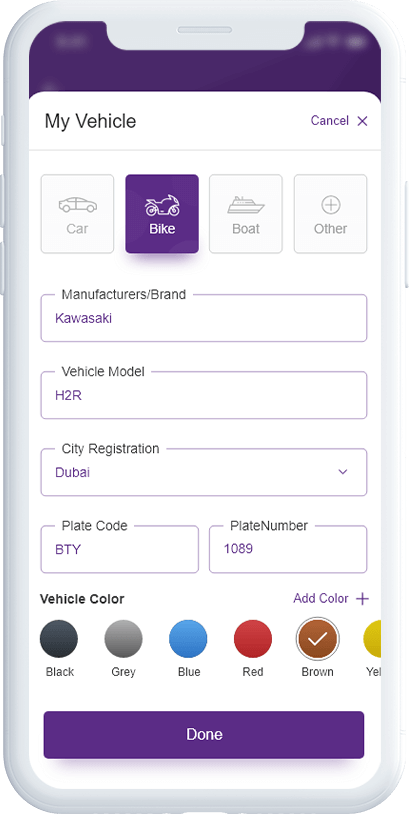 My Vehicle
Cancel
Car
Bike
Boat
Other
Manufacturers/Brand
Kawasaki
Vehicle Model
H2R
City Registration
Dubai
Plate Code
BTY
PlateNumber
1089
Vehicle Color
Add Color
Black
Grey
Blue
Red
Brown
Done